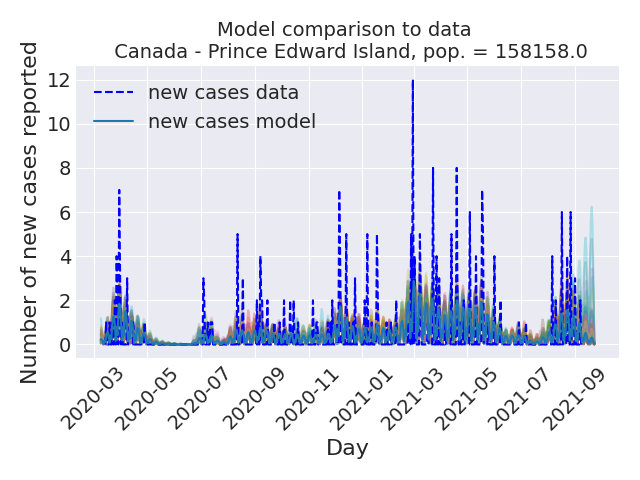 Model comparison to data
Canada - Prince Edward Island, pop. = 158158.0
Number of new cases reported
12
10
8
6
4
2
0
new cases data
new cases model
2020-03
2020-05
2020-07
2020-09
2020-11
2021-01
2021-03
2021-05
2021-07
2021-09
Day